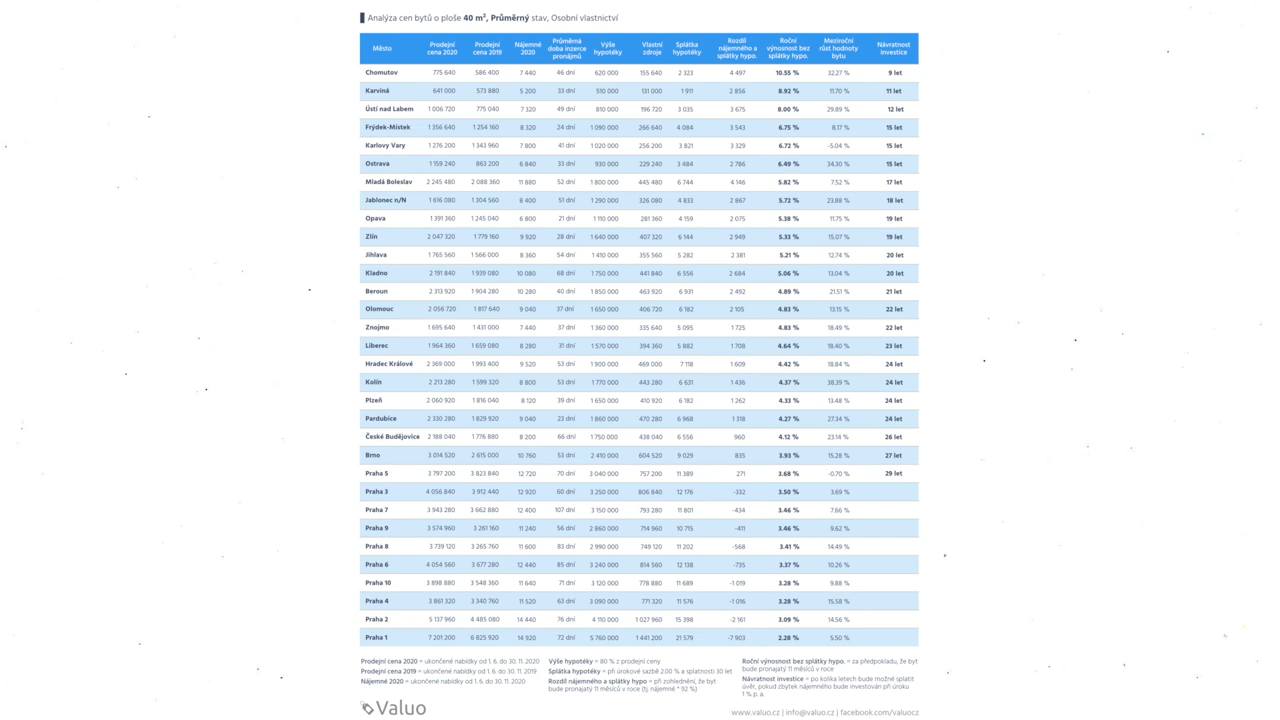 Analýza cen bytů o ploše 40 m², Průměrný stav, Osobní vlastnictví
Město Prodejní cena 2020 Prodejní cena 2019 Nájemné 2020 Průměrná doba inzerce pronájmů Výše hypotéky Vlastní zdroje Splátka hypotéky Rozdíl nájemného a splátky hypo. Roční výnosnost bez splátky hypo. Meziroční růst hodnoty bytu Návratnost investice
Chomutov 775 640 586 400 7 440 46 dní 620 000 155 640 2 323 4 497 10.55 % 32.27 % 9 let
Karviná 641 000 573 880 5 200 33 dní 510 000 131 000 1 911 2 856 8.92 % 11.70 % 11 let
Ústí nad Labem 1 006 720 775 040 7 320 49 dní 810 000 196 720 3 035 3 675 8.00 % 29.89 % 12 let
Frýdek-Místek 1 356 640 1 254 160 8 320 24 dní 1 090 000 266 640 4 084 3 543 6.75 % 8.17 % 15 let
Karlovy Vary 1 276 200 1 343 960 7 800 41 dní 1 020 000 256 200 3 821 3 329 6.72 % -5.04 % 15 let
Ostrava 1 159 240 863 200 6 840 33 dní 930 000 229 240 3 484 2 786 6.49 % 34.30 % 15 let
Mladá Boleslav 2 245 480 2 088 360 11 880 52 dní 1 800 000 445 480 6 744 4 146 5.82 % 7.52 % 17 let
Jablonec n/N 1 616 080 1 304 560 8 400 51 dní 1 290 000 326 080 4 833 2 867 5.72 % 23.88 % 18 let
Opava 1 391 360 1 245 040 6 800 21 dní 1 110 000 281 360 4 159 2 075 5.38 % 11.75 % 19 let
Zlín 2 047 320 1 779 160 9 920 28 dní 1 640 000 407 320 6 144 2 949 5.33 % 15.07 % 19 let
Jihlava 1 765 560 1 566 000 8 360 54 dní 1 410 000 355 560 5 282 2 381 5.21 % 12.74 % 20 let
Kladno 2 191 840 1 939 080 10 080 68 dní 1 750 000 441 840 6 556 2 684 5.06 % 13.04 % 20 let
Beroun 2 313 920 1 904 280 10 280 40 dní 1 850 000 463 920 6 931 2 492 4.89 % 21.51 % 21 let
Olomouc 2 056 720 1 817 640 9 040 37 dní 1 650 000 406 720 6 182 2 105 4.83 % 13.15 % 22 let
Znojmo 1 695 640 1 431 000 7 440 37 dní 1 360 000 335 640 5 095 1 725 4.83 % 18.49 % 22 let
Liberec 1 964 360 1 659 080 8 280 31 dní 1 570 000 394 360 5 882 1 708 4.64 % 18.40 % 23 let
Hradec Králové 2 369 000 1 993 400 9 520 53 dní 1 900 000 469 000 7 118 1 609 4.42 % 18.84 % 24 let
Kolín 2 213 280 1 599 320 8 800 53 dní 1 770 000 443 280 6 631 1 436 4.37 % 38.39 % 24 let
Plzeň 2 060 920 1 816 040 8 120 39 dní 1 650 000 410 920 6 182 1 262 4.33 % 13.48 % 24 let
Pardubice 2 330 280 1 829 920 9 040 23 dní 1 860 000 470 280 6 968 1 318 4.27 % 27.34 % 24 let
České Budějovice 2 188 040 1 776 880 8 200 66 dní 1 750 000 438 040 6 556 960 4.12 % 23.14 % 26 let
Brno 3 014 520 2 615 000 10 760 53 dní 2 410 000 604 520 9 029 835 3.93 % 15.28 % 27 let
Praha 5 3 797 200 3 823 840 12 720 70 dní 3 040 000 757 200 11 389 271 3.68 % -0.70 % 29 let
Praha 3 4 056 840 3 912 440 12 920 60 dní 3 250 000 806 840 12 176 -332 3.50 % 3.69 %
Praha 7 3 943 280 3 662 880 12 400 107 dní 3 150 000 793 280 11 801 -434 3.46 % 7.66 %
Praha 9 3 574 960 3 261 160 11 240 56 dní 2 860 000 714 960 10 715 -411 3.46 % 9.62 %
Praha 8 3 739 120 3 265 760 11 600 83 dní 2 990 000 749 120 11 202 -568 3.41 % 14.49 %
Praha 6 4 054 560 3 677 280 12 440 85 dní 3 240 000 814 560 12 138 -735 3.37 % 10.26 %
Praha 10 3 898 880 3 548 360 11 640 71 dní 3 120 000 778 880 11 689 -1 019 3.28 % 9.88 %
Praha 4 3 861 320 3 340 760 11 520 63 dní 3 090 000 771 320 11 576 -1 016 3.28 % 15.58 %
Praha 2 5 137 960 4 485 080 14 440 76 dní 4 110 000 1 027 960 15 398 -2 161 3.09 % 14.56 %
Praha 1 7 201 200 6 825 920 14 920 72 dní 5 760 000 1 441 200 21 579 -7 903 2.28 % 5.50 %
Prodejní cena 2020 = ukončené nabídky od 1. 6. do 30. 11. 2020
Prodejní cena 2019 = ukončené nabídky od 1. 6. do 30. 11. 2019
Nájemné 2020 = ukončené nabídky od 1. 6. do 30. 11. 2020
Výše hypotéky = 80 % z prodejní ceny
Splátka hypotéky = při úrokové sazbě 2.00 % a splatnosti 30 let
Rozdíl nájemného a splátky hypo = při zohlednění, že byt
bude pronajatý 11 měsíců v roce (tj. nájemné * 92 %)
Roční výnosnost bez splátky hypo. = za předpokladu, že byt
bude pronajatý 11 měsíců v roce
Návratnost investice = po kolika letech bude možné splatit
úvěr, pokud zbytek nájemného bude investován při úroku
1 % p. a.
Valuo
www.valuo.cz | info@valuo.cz | facebook.com/valuocz